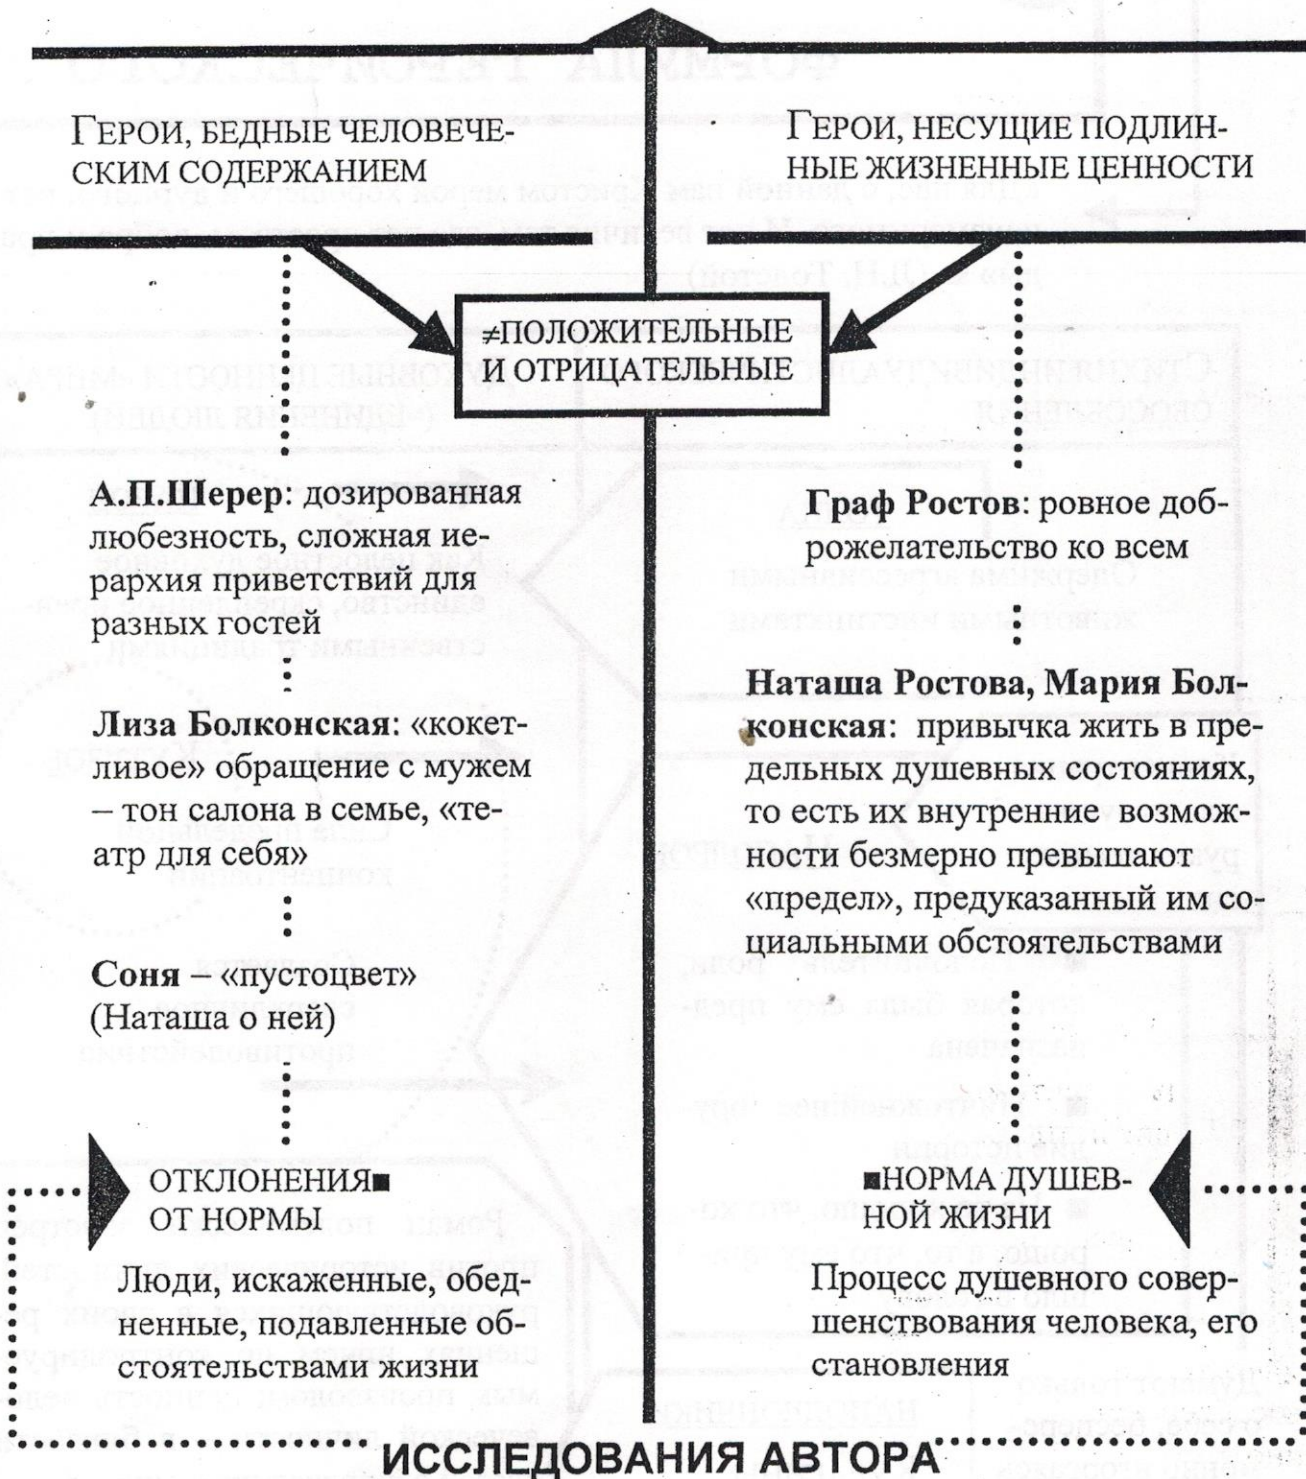 ГЕРОИ, БЕДНЫЕ ЧЕЛОВЕЧЕ-
СКИМ СОДЕРЖАНИЕМ
ГЕРОИ, НЕСУЩИЕ ПОДЛИН-
НЫЕ ЖИЗНЕННЫЕ ЦЕННОСТИ
≠ПОЛОЖИТЕЛЬНЫЕ
И ОТРИЦАТЕЛЬНЫЕ
А.П.Шерер: дозированная
любезность, сложная ие-
рархия приветствий для
разных гостей
Лиза Болконская: «кокет-
ливое» обращение с мужем
– тон салона в семье, «те-
атр для себя»
Соня – «пустоцвет»
(Наташа о ней)
ОТКЛОНЕНИЯ■
ОТ НОРМЫ
Люди, искаженные, обед-
ненные, подавленные об-
стоятельствами жизни
Граф Ростов: ровное доб-
рожелательство ко всем
Наташа Ростова, Мария Бол-
конская: привычка жить в пре-
дельных душевных состояниях,
то есть их внутренние возмож-
ности безмерно превышают
«предел», предуказанный им со-
циальными обстоятельствами
■НОРМА ДУШЕВ-
НОЙ ЖИЗНИ
Процесс душевного совер-
шенствования человека, его
становления
ИССЛЕДОВАНИЯ АВТОРА